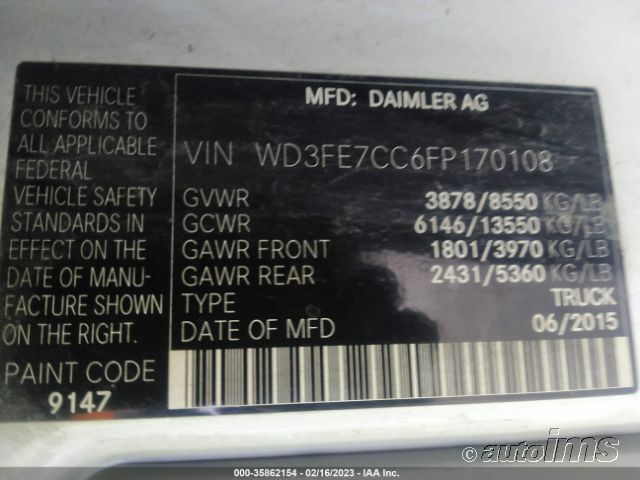 THIS VEHICLE
CONFORMS TO
ALL APPLICABLE
FEDERAL
VEHICLE SAFETY
STANDARDS IN
EFFECT ON THE
DATE OF MANU-
FACTURE SHOWN
ON THE RIGHT.
PAINT CODE
9147
MFD: DAIMLER AG
VIN WD3FE7CC6FP170108
GVWR 3878/8550 KG/LB
GCWR 6146/13550 KG/LB
GAWR FRONT 1801/3970 KG/LB
GAWR REAR 2431/5360 KG/LB
TYPE TRUCK
DATE OF MFD 06/2015
autoims
000-35862154 - 02/16/2023 - IAA Inc.